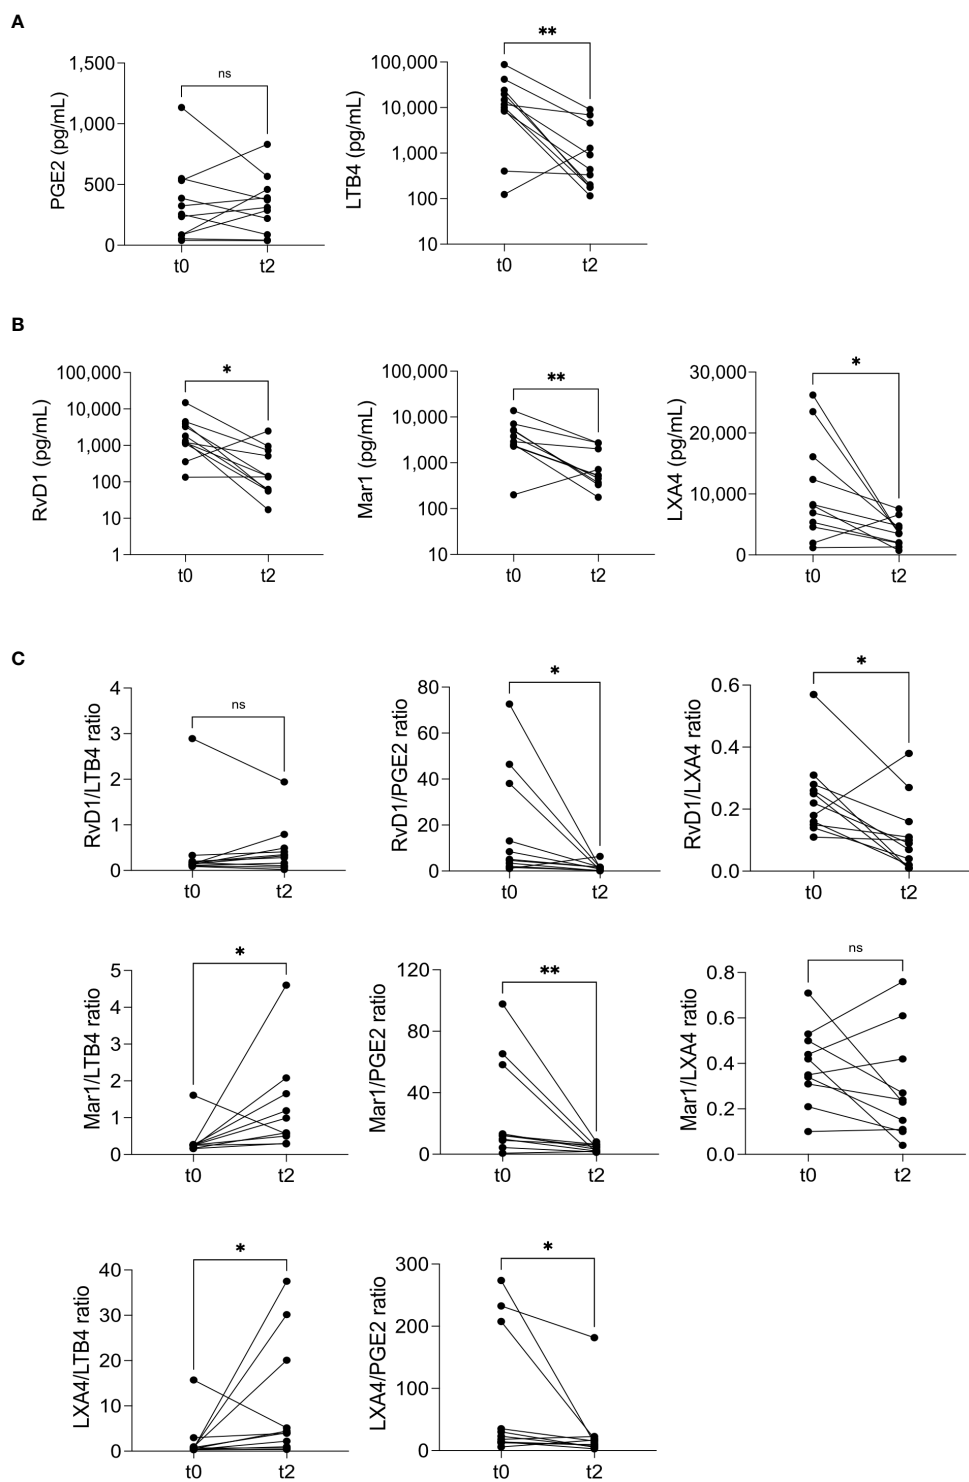 A
ns
1,500
1,000
500
0
PGE2 (pg/mL)
t0 t2
**
100,000
10,000
1,000
100
10
LTB4 (pg/mL)
t0 t2
B
*
100,000
10,000
1,000
100
10
1
RvD1 (pg/mL)
t0 t2
**
100,000
10,000
1,000
100
10
Mar1 (pg/mL)
t0 t2
*
30,000
20,000
10,000
0
LXA4 (pg/mL)
t0 t2
C
ns
4
3
2
1
0
RvD1/LTB4 ratio
t0 t2
*
80
60
40
20
0
RvD1/PGE2 ratio
t0 t2
*
0.6
0.4
0.2
0.0
RvD1/LXA4 ratio
t0 t2
*
5
4
3
2
1
0
Mar1/LTB4 ratio
t0 t2
**
120
80
40
0
Mar1/PGE2 ratio
t0 t2
ns
0.8
0.6
0.4
0.2
0.0
Mar1/LXA4 ratio
t0 t2
*
40
30
20
10
0
LXA4/LTB4 ratio
t0 t2
*
300
200
100
0
LXA4/PGE2 ratio
t0 t2